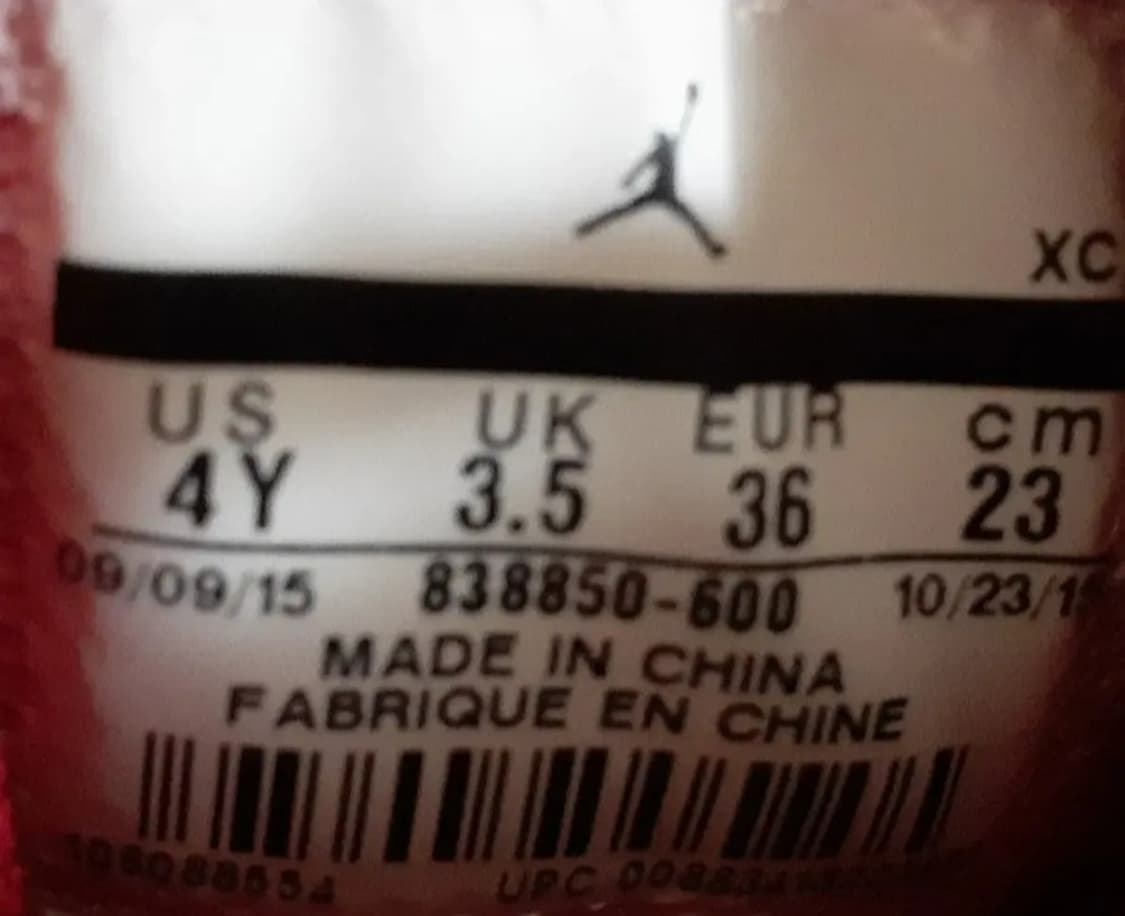 XC
US UK EUR cm
4Y 3.5 36 23
09/09/15 838850-600
MADE IN CHINA
FABRIQUE EN CHINE
UPC